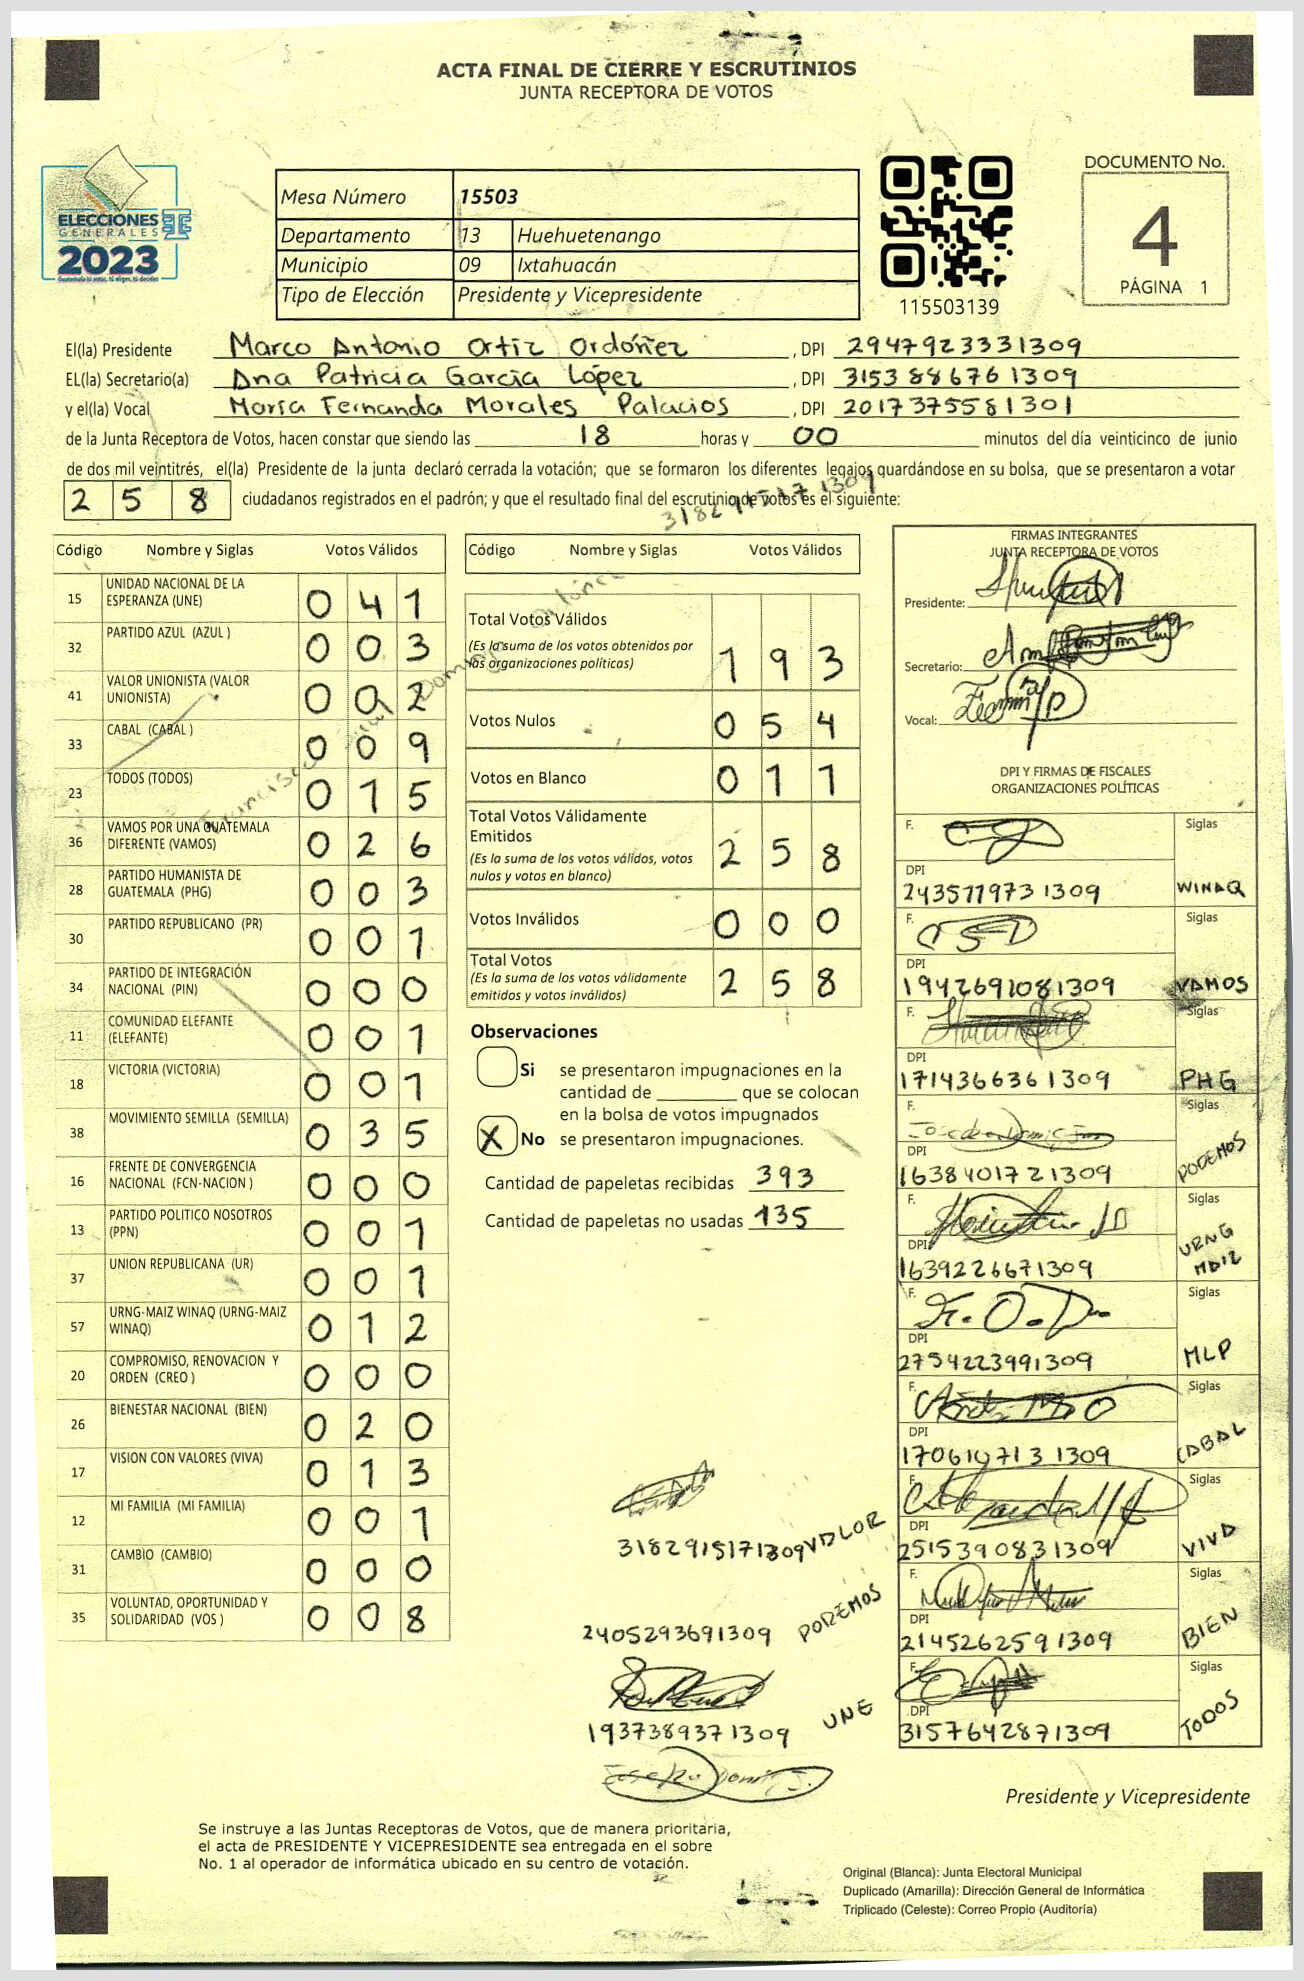 ACTA FINAL DE CIERRE Y ESCRUTINIOS
JUNTA RECEPTORA DE VOTOS
ELECCIONES
GENERALES
2023
TSE
Mesa Número 15503
Departamento 13 Huehuetenango
Municipio 09 Ixtahuacán
Tipo de Elección Presidente y Vicepresidente
115503139
DOCUMENTO No.
4
PÁGINA 1
El(la) Presidente Marco Antonio Ortiz Ordóñez, DPI 2947923331309
EL(la) Secretario(a) Ana Patricia García López, DPI 3153886761309
y el(la) Vocal María Fernanda Morales Palacios, DPI 2017375581301
de la Junta Receptora de Votos, hacen constar que siendo las 18 horas y 00 minutos del día veinticinco de junio
de dos mil veintitrés, el(la) Presidente de la junta declaró cerrada la votación; que se formaron los diferentes legajos guardándose en su bolsa, que se presentaron a votar
2 5 8 ciudadanos registrados en el padrón; y que el resultado final del escrutinio de votos es el siguiente:
3182915171309
Código Nombre y Siglas Votos Válidos
15 UNIDAD NACIONAL DE LA ESPERANZA (UNE) 0 4 1
32 PARTIDO AZUL (AZUL ) 0 0 3
41 VALOR UNIONISTA (VALOR UNIONISTA) 0 0 2
33 CABAL (CABAL ) 0 0 9
23 TODOS (TODOS) 0 1 5
36 VAMOS POR UNA GUATEMALA DIFERENTE (VAMOS) 0 2 6
28 PARTIDO HUMANISTA DE GUATEMALA (PHG) 0 0 3
30 PARTIDO REPUBLICANO (PR) 0 0 1
34 PARTIDO DE INTEGRACIÓN NACIONAL (PIN) 0 0 0
11 COMUNIDAD ELEFANTE (ELEFANTE) 0 0 1
18 VICTORIA (VICTORIA) 0 0 1
38 MOVIMIENTO SEMILLA (SEMILLA) 0 3 5
16 FRENTE DE CONVERGENCIA NACIONAL (FCN-NACION ) 0 0 0
13 PARTIDO POLITICO NOSOTROS (PPN) 0 0 1
37 UNION REPUBLICANA (UR) 0 0 1
57 URNG-MAIZ WINAQ (URNG-MAIZ WINAQ) 0 1 2
20 COMPROMISO, RENOVACION Y ORDEN (CREO ) 0 0 0
26 BIENESTAR NACIONAL (BIEN) 0 2 0
17 VISION CON VALORES (VIVA) 0 1 3
12 MI FAMILIA (MI FAMILIA) 0 0 1
31 CAMBIO (CAMBIO) 0 0 0
35 VOLUNTAD, OPORTUNIDAD Y SOLIDARIDAD (VOS ) 0 0 8
Francisco Domingo Antonio
Código Nombre y Siglas Votos Válidos
Total Votos Válidos 1 9 3
(Es la suma de los votos obtenidos por
las organizaciones políticas)
Votos Nulos 0 5 4
Votos en Blanco 0 1 1
Total Votos Válidamente
Emitidos 2 5 8
(Es la suma de los votos válidos, votos
nulos y votos en blanco)
Votos Inválidos 0 0 0
Total Votos 2 5 8
(Es la suma de los votos válidamente
emitidos y votos inválidos)
Observaciones
Si se presentaron impugnaciones en la
cantidad de ________ que se colocan
en la bolsa de votos impugnados
X No se presentaron impugnaciones.
Cantidad de papeletas recibidas 393
Cantidad de papeletas no usadas 135
3182915171309 VALOR
2405293691309 PODEMOS
1937389371309 UNE
FIRMAS INTEGRANTES
JUNTA RECEPTORA DE VOTOS
Presidente:
Secretario:
Vocal:
DPI Y FIRMAS DE FISCALES
ORGANIZACIONES POLÍTICAS
F. Siglas
DPI
2435779731309 WINAQ
F. Siglas
DPI
1942691081309 VAMOS
F. Siglas
DPI
1714366361309 PHG
F. Siglas
DPI
1638401721309 PODEMOS
F. Siglas
DPI
1639226671309 URNG MAIZ
F. Siglas
DPI
2754223991309 MLP
F. Siglas
DPI
1706107131309 CABAL
F. Siglas
DPI
2515390831309 VIVA
F. Siglas
DPI
2145262591309 BIEN
F. Siglas
DPI
3157642871309 TODOS
Presidente y Vicepresidente
Se instruye a las Juntas Receptoras de Votos, que de manera prioritaria,
el acta de PRESIDENTE Y VICEPRESIDENTE sea entregada en el sobre
No. 1 al operador de informática ubicado en su centro de votación.
Original (Blanca): Junta Electoral Municipal
Duplicado (Amarilla): Dirección General de Informática
Triplicado (Celeste): Correo Propio (Auditoría)